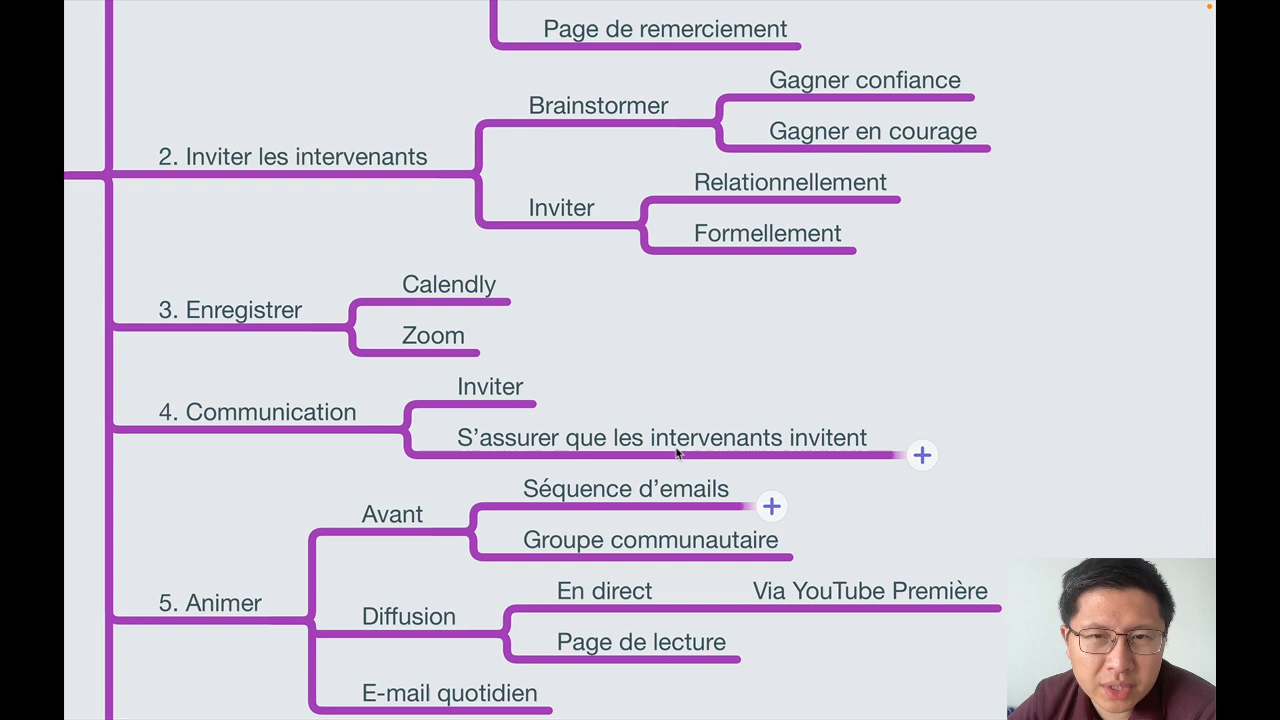 Page de remerciement
2. Inviter les intervenants
Brainstormer
Gagner confiance
Gagner en courage
Inviter
Relationnellement
Formellement
3. Enregistrer
Calendly
Zoom
4. Communication
Inviter
S’assurer que les intervenants invitent
5. Animer
Avant
Séquence d’emails
Groupe communautaire
Diffusion
En direct
Via YouTube Première
Page de lecture
E-mail quotidien